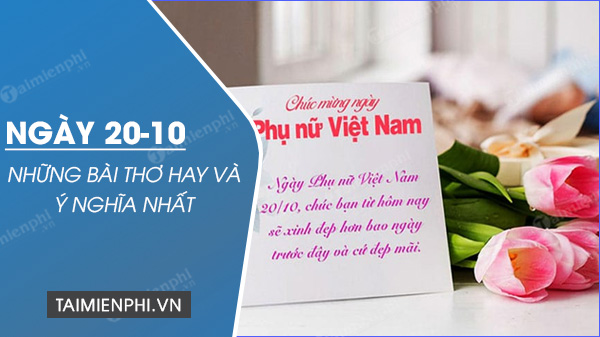 NGÀY 20-10
NHỮNG BÀI THƠ HAY VÀ
Ý NGHĨA NHẤT
TAIMIENPHI.VN
Chúc mừng ngày
Phụ nữ Việt Nam
Ngày Phụ nữ Việt Nam
20/10, chúc bạn từ hôm nay
sẽ xinh đẹp hơn bao ngày
trước đây và cứ đẹp mãi.